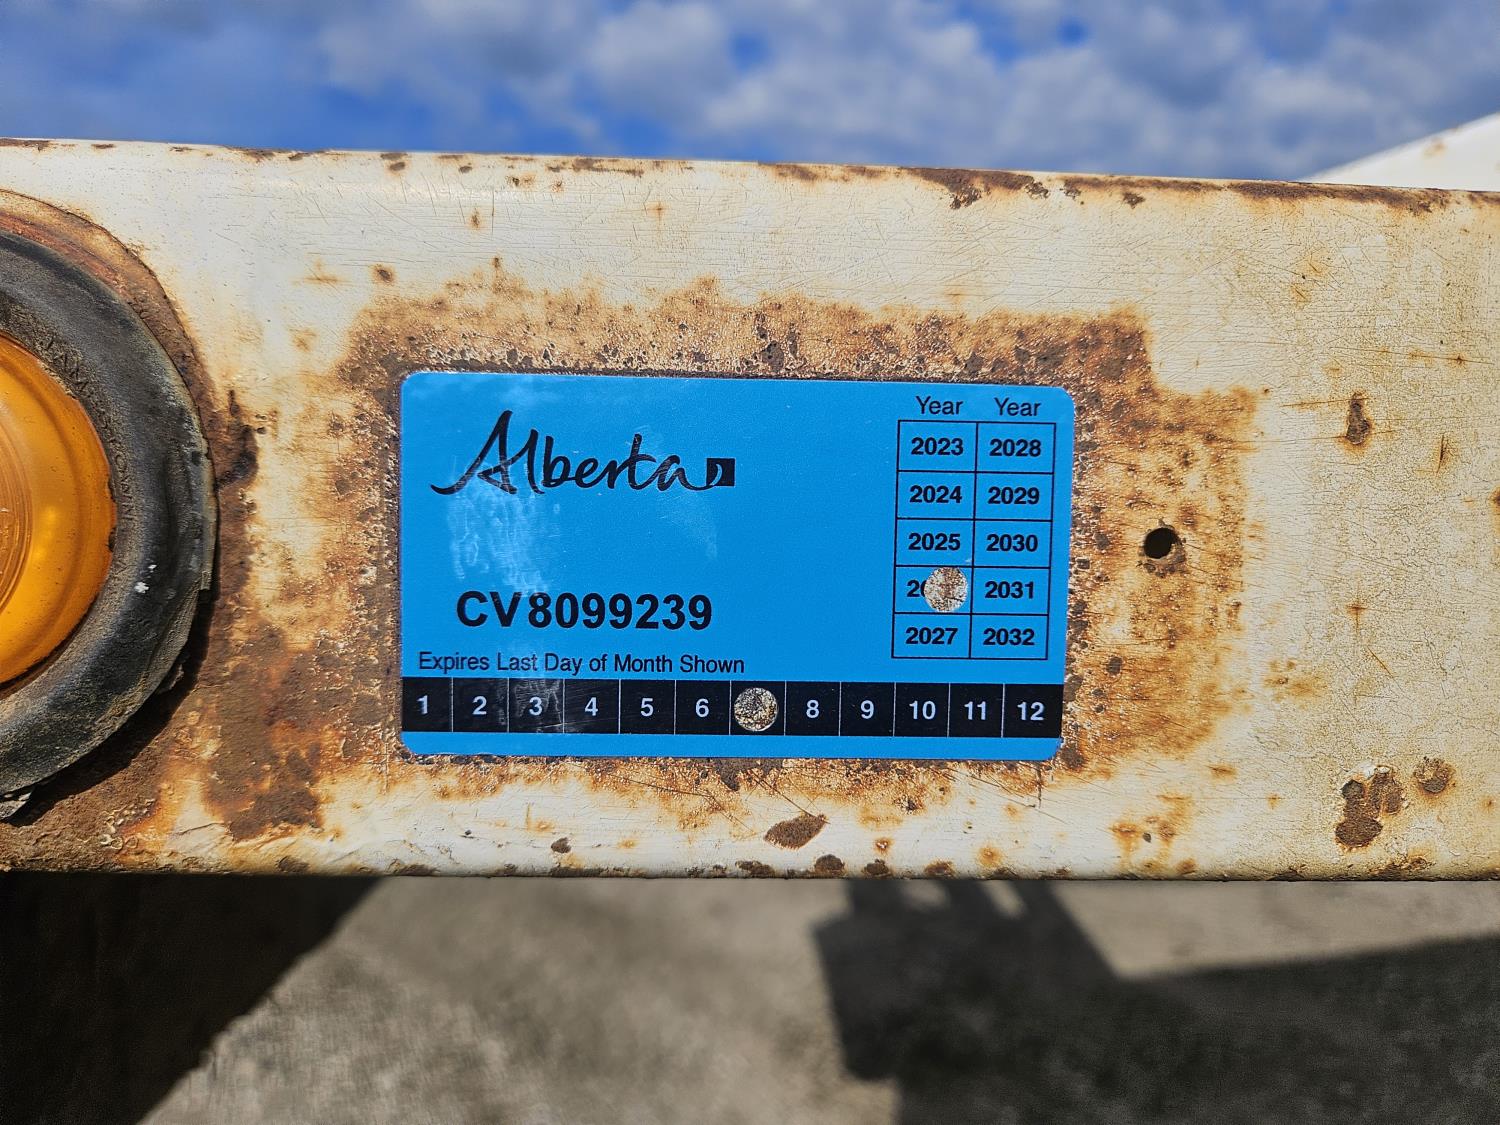 Alberta
CV8099239
Expires Last Day of Month Shown
1 2 3 4 5 6 8 9 10 11 12
Year Year
2023 2028
2024 2029
2025 2030
2031
2027 2032